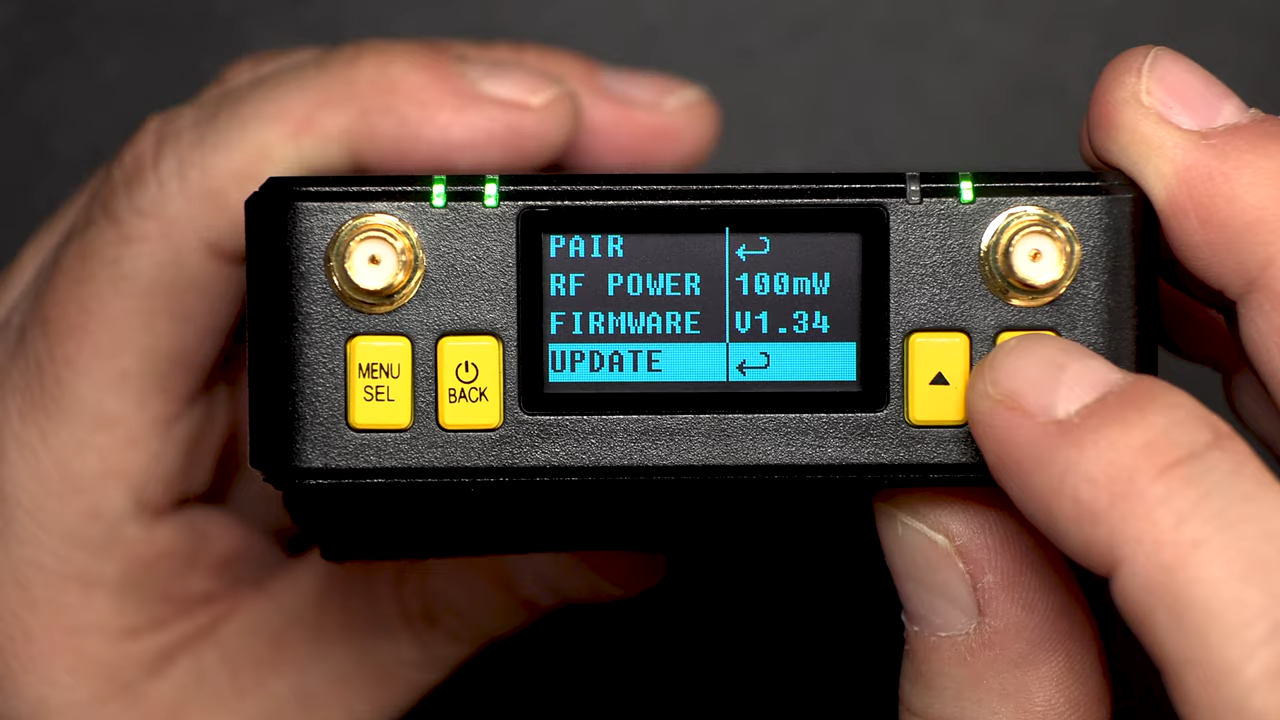 PAIR ↵
RF POWER 100mW
FIRMWARE V1.34
UPDATE ↵
MENU
SEL
BACK